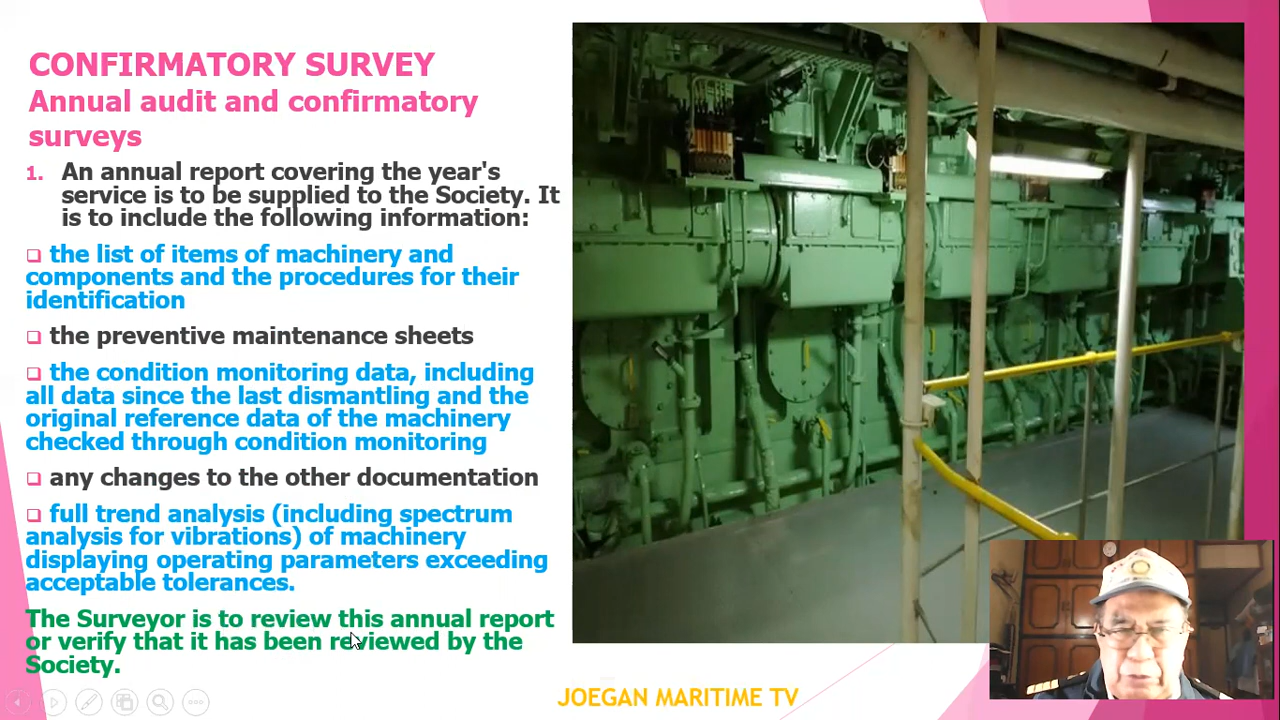 CONFIRMATORY SURVEY
Annual audit and confirmatory
surveys
1. An annual report covering the year's
service is to be supplied to the Society. It
is to include the following information:
the list of items of machinery and
components and the procedures for their
identification
the preventive maintenance sheets
the condition monitoring data, including
all data since the last dismantling and the
original reference data of the machinery
checked through condition monitoring
any changes to the other documentation
full trend analysis (including spectrum
analysis for vibrations) of machinery
displaying operating parameters exceeding
acceptable tolerances.
The Surveyor is to review this annual report
or verify that it has been reviewed by the
Society.
JOEGAN MARITIME TV